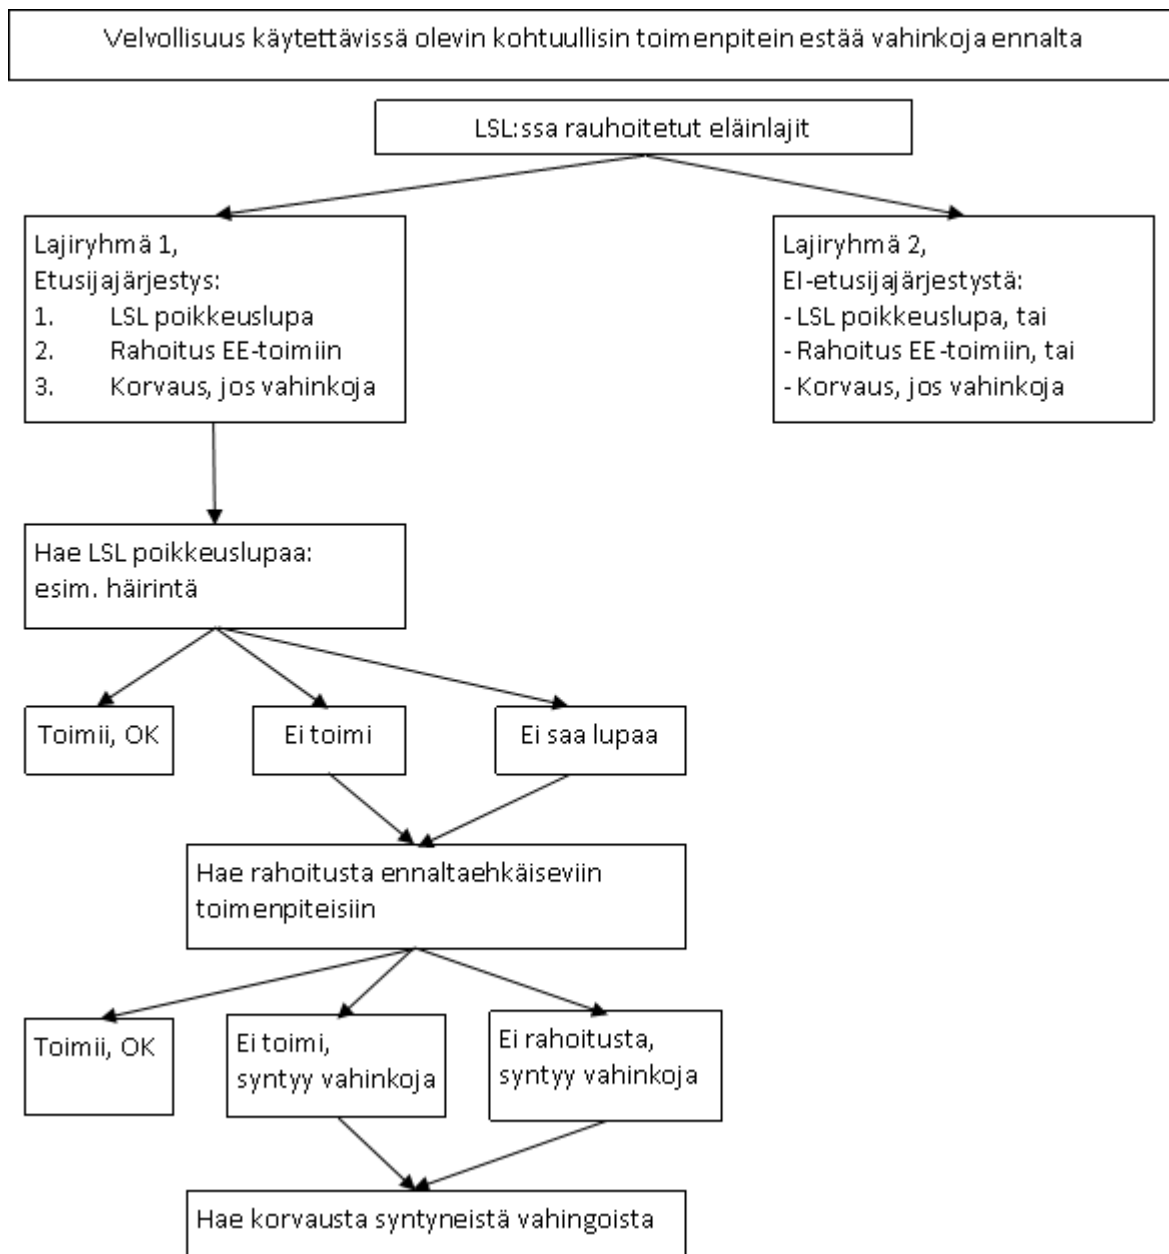 Velvollisuus käytettävissä olevin kohtuullisin toimenpitein estää vahinkoja ennalta
LSL:ssa rauhoitetut eläinlajit
Lajiryhmä 1,
Etusijajärjestys:
1. LSL poikkeuslupa
2. Rahoitus EE-toimiin
3. Korvaus, jos vahinkoja
Lajiryhmä 2,
EI-etusijajärjestystä:
- LSL poikkeuslupa, tai
- Rahoitus EE-toimiin, tai
- Korvaus, jos vahinkoja
Hae LSL poikkeuslupaa:
esim. häirintä
Toimii, OK
Ei toimi
Ei saa lupaa
Hae rahoitusta ennaltaehkäiseviin
toimenpiteisiin
Toimii, OK
Ei toimi,
syntyy vahinkoja
Ei rahoitusta,
syntyy vahinkoja
Hae korvausta syntyneistä vahingoista